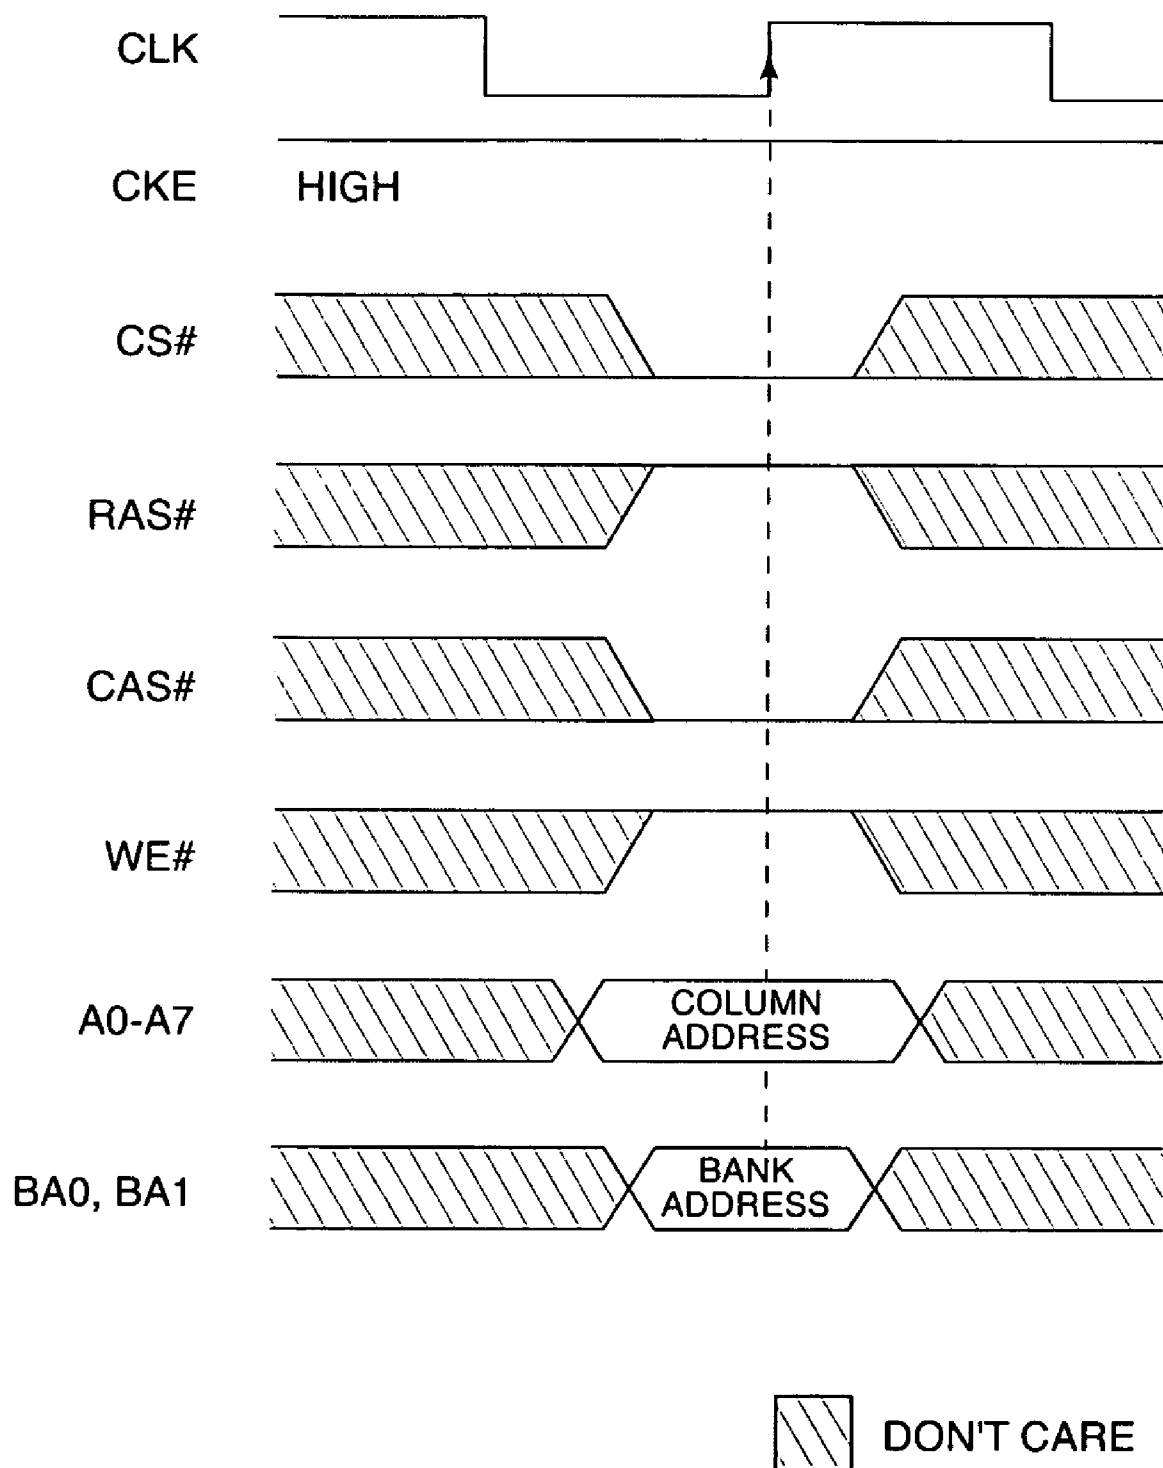 CLK
CKE HIGH
CS#
RAS#
CAS#
WE#
A0-A7
COLUMN
ADDRESS
BA0, BA1
BANK
ADDRESS
DON'T CARE